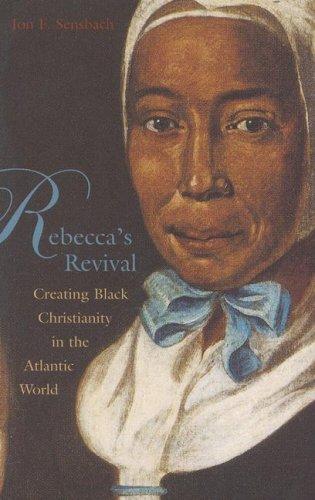 Jon F. Sensbach
Rebecca's
Revival
Creating Black
Christianity
in the
Atlantic
World